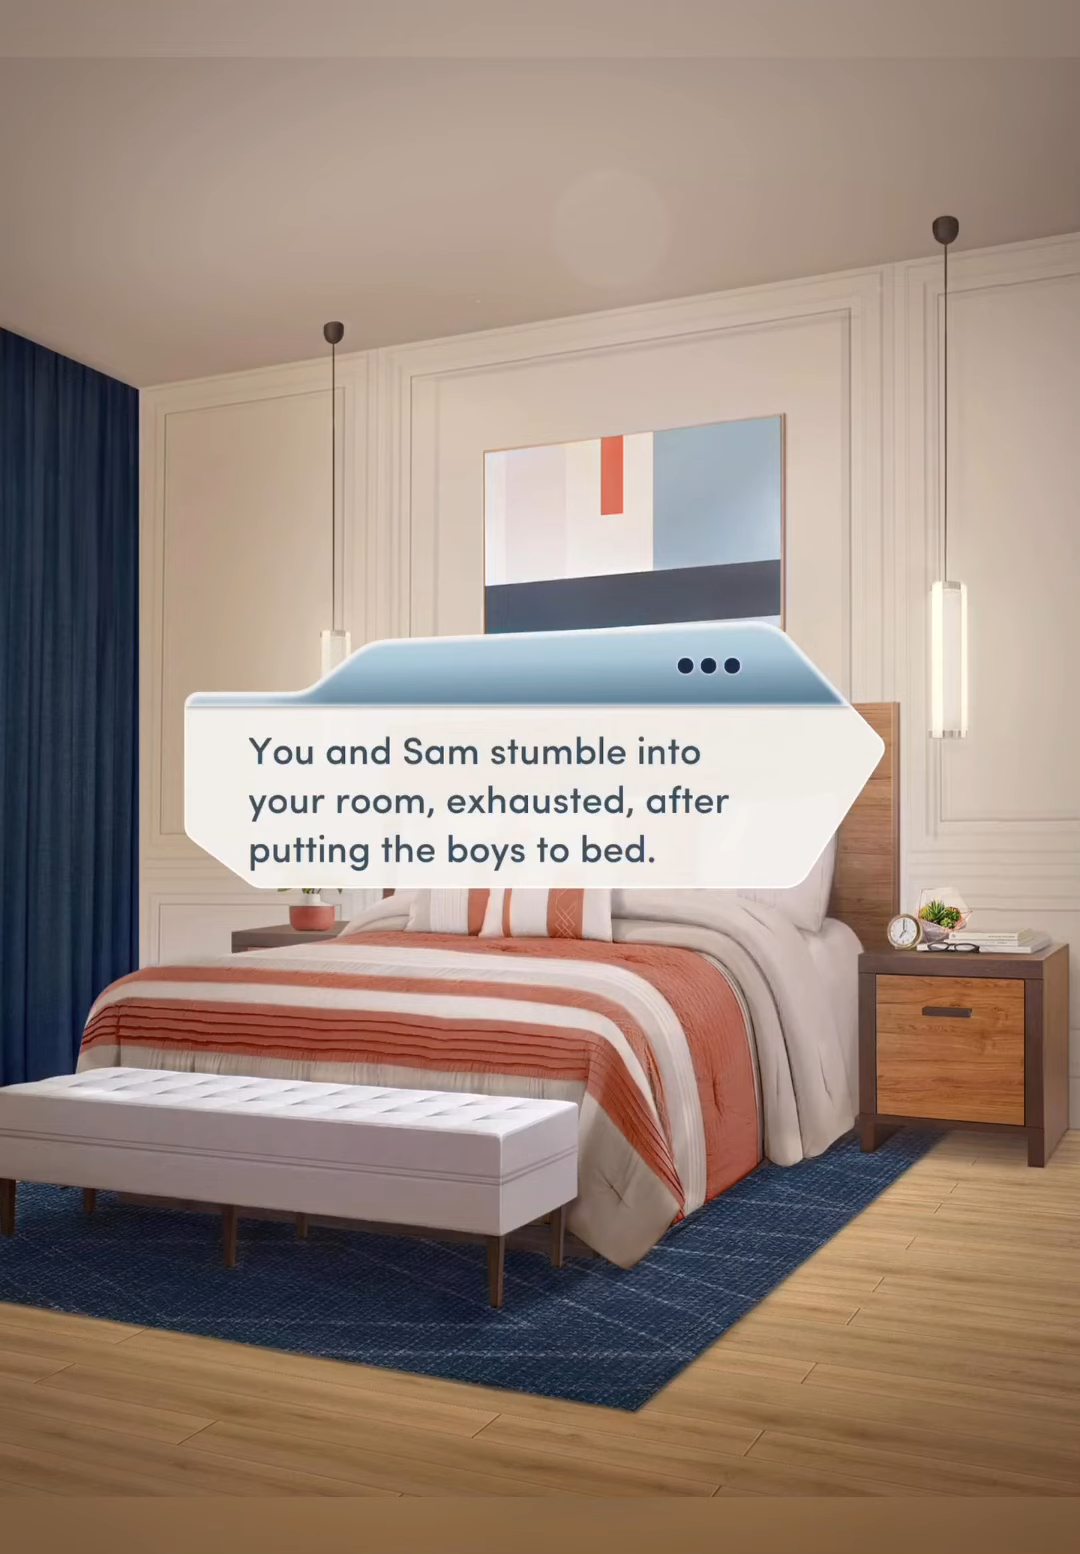 You and Sam stumble into
your room, exhausted, after
putting the boys to bed.